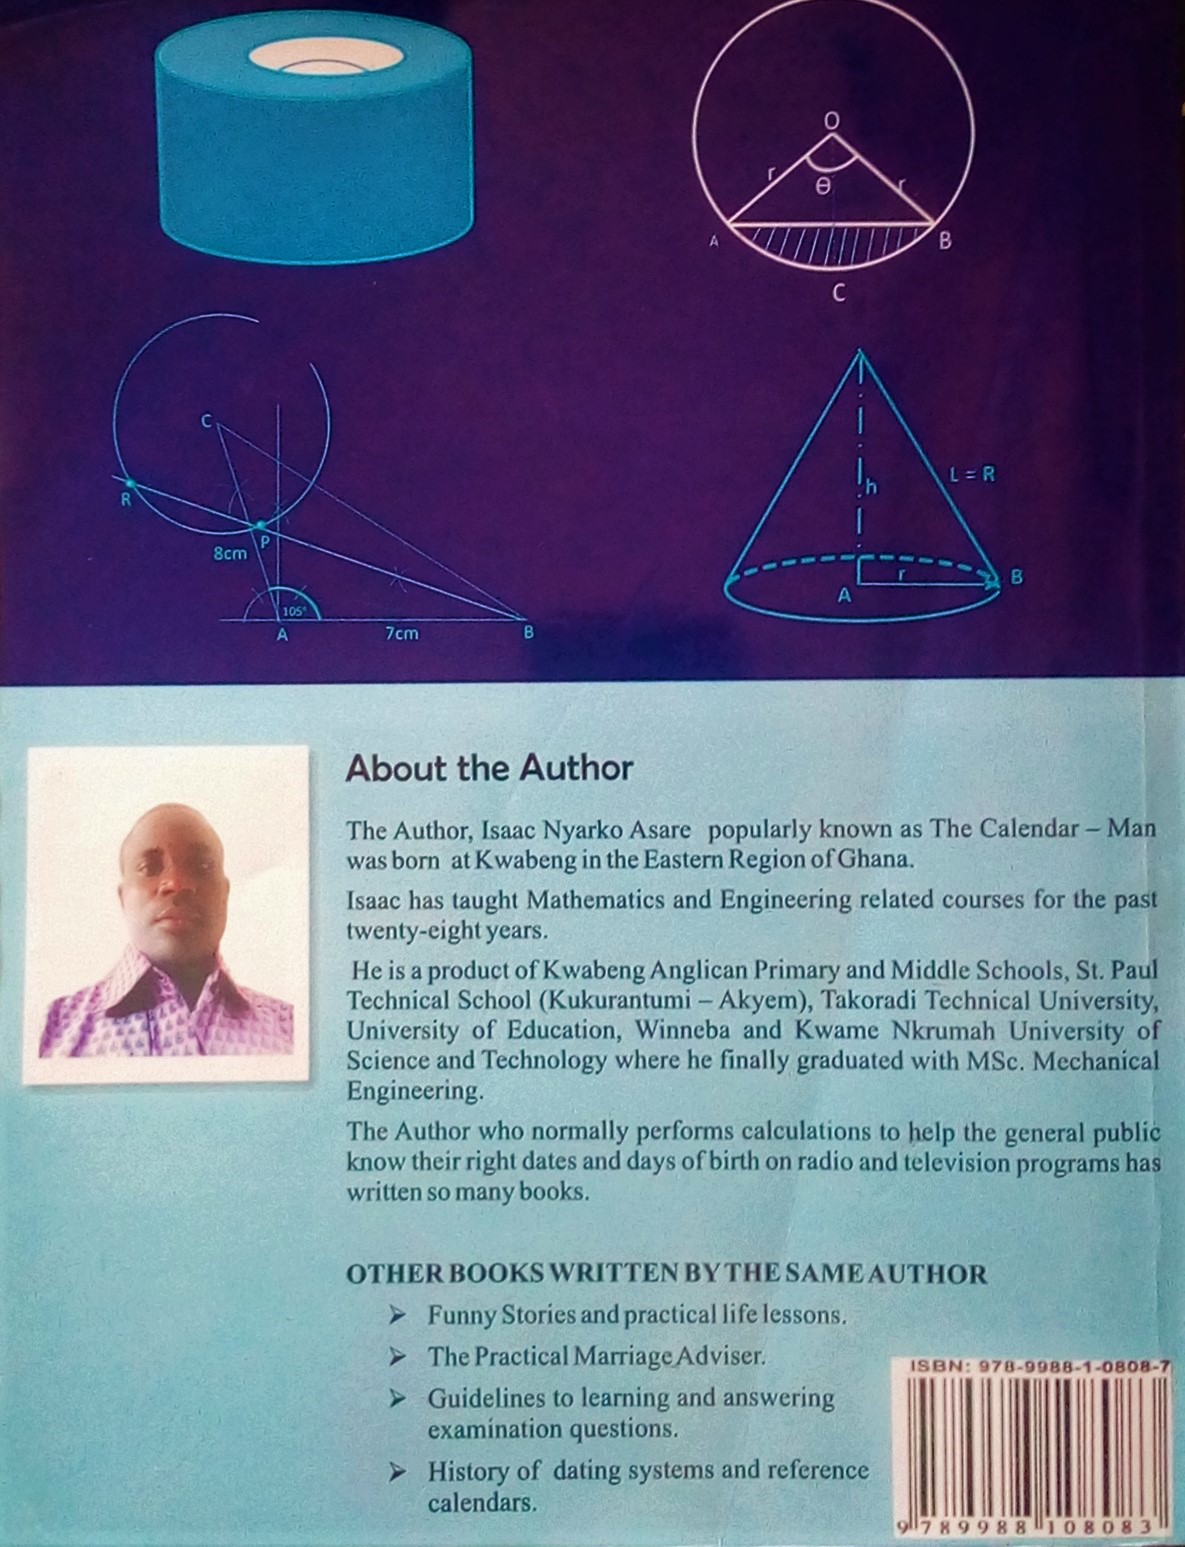 O
r
r
θ
A
B
C
C
R
P
8cm
105°
A
7cm
B
h
L = R
r
A
B
About the Author
The Author, Isaac Nyarko Asare popularly known as The Calendar – Man
was born at Kwabeng in the Eastern Region of Ghana.
Isaac has taught Mathematics and Engineering related courses for the past
twenty-eight years.
He is a product of Kwabeng Anglican Primary and Middle Schools, St. Paul
Technical School (Kukurantumi – Akyem), Takoradi Technical University,
University of Education, Winneba and Kwame Nkrumah University of
Science and Technology where he finally graduated with MSc. Mechanical
Engineering.
The Author who normally performs calculations to help the general public
know their right dates and days of birth on radio and television programs has
written so many books.
OTHER BOOKS WRITTEN BY THE SAME AUTHOR
➢ Funny Stories and practical life lessons.
➢ The Practical Marriage Adviser.
➢ Guidelines to learning and answering
examination questions.
➢ History of dating systems and reference
calendars.
ISBN: 978-9988-1-0808-7
9 789988 108083